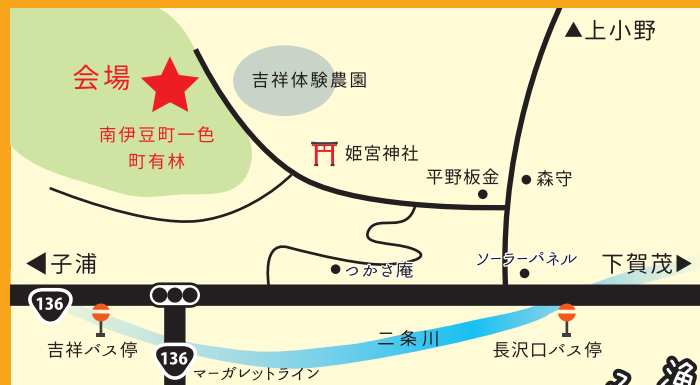 ▲上小野
会場
吉祥体験農園
南伊豆町一色
町有林
姫宮神社
平野板金
森守
◀子浦
つかさ庵
ソーラーパネル
下賀茂▶
136
吉祥バス停
136
マーガレットライン
二条川
長沢口バス停